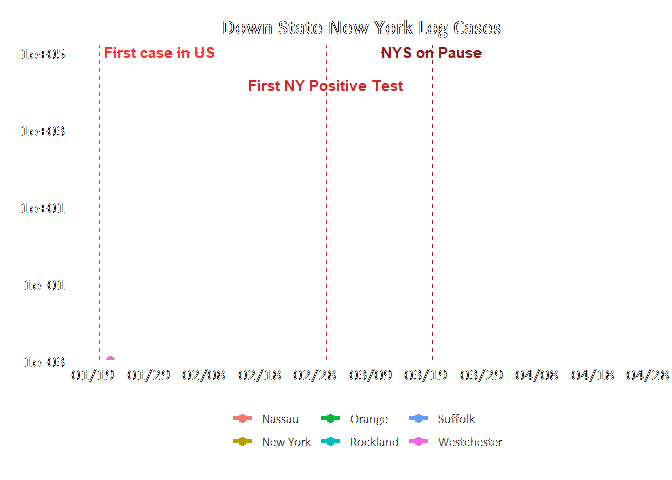 Down State New York Log Cases
1e+05
First case in US
NYS on Pause
First NY Positive Test
1e+03
1e+01
1e-01
1e-03
01/19 01/29 02/08 02/18 02/28 03/09 03/19 03/29 04/08 04/18 04/28
Nassau Orange Suffolk
New York Rockland Westchester